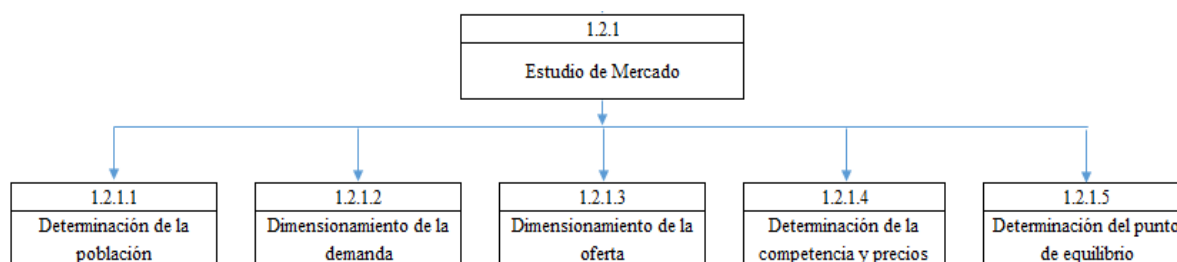 1.2.1
Estudio de Mercado
1.2.1.1
Determinación de la
población
1.2.1.2
Dimensionamiento de la
demanda
1.2.1.3
Dimensionamiento de la
oferta
1.2.1.4
Determinación de la
competencia y precios
1.2.1.5
Determinación del punto
de equilibrio